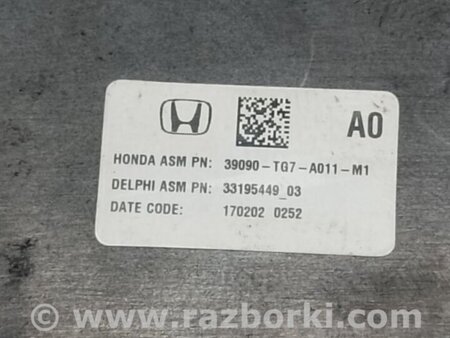 A0
HONDA ASM PN: 39090-TG7-A011-M1
DELPHI ASM PN: 33195449_03
DATE CODE: 170202 0252
© www.razborki.com